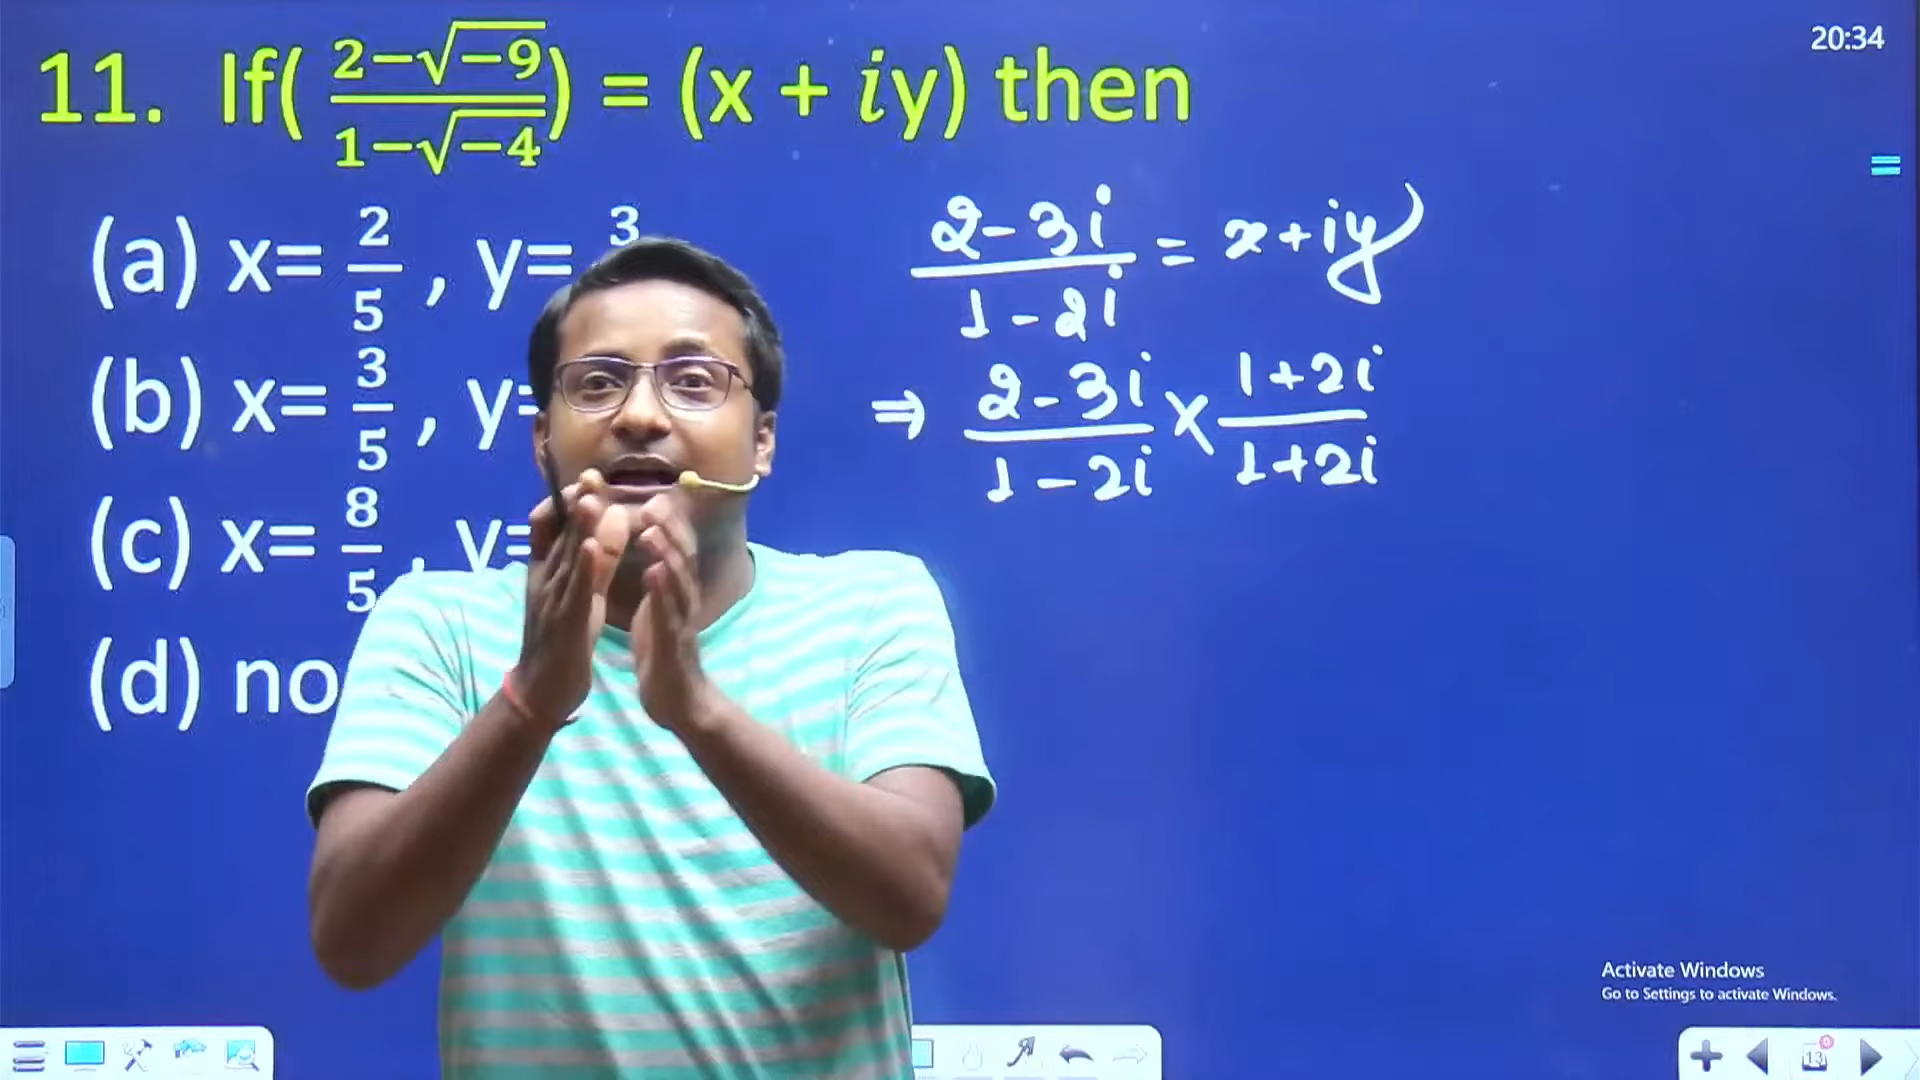 20:34
11. If( (2−√−9)/(1−√−4) ) = (x + iy) then
(a) x= 2/5 , y= 3
(b) x= 3/5 , y=
(c) x= 8/5 , y=
(d) no
(2-3i)/(1-2i) = x+iy
⇒ (2-3i)/(1-2i) × (1+2i)/(1+2i)
Activate Windows
Go to Settings to activate Windows.
13